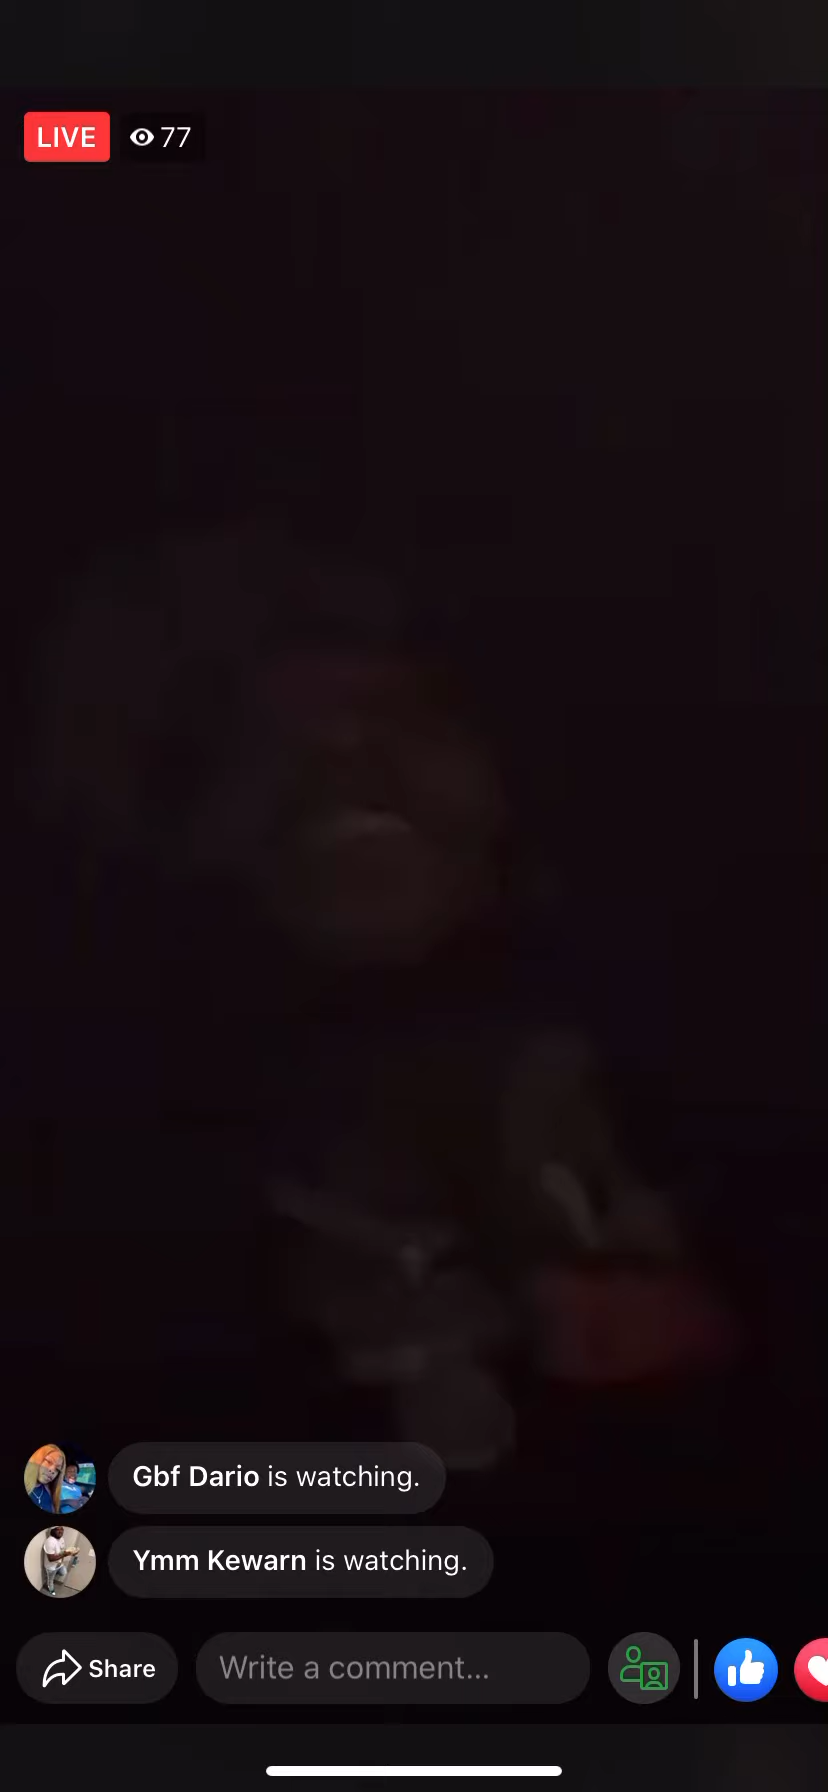 LIVE 77
Gbf Dario is watching.
Ymm Kewarn is watching.
Share Write a comment...